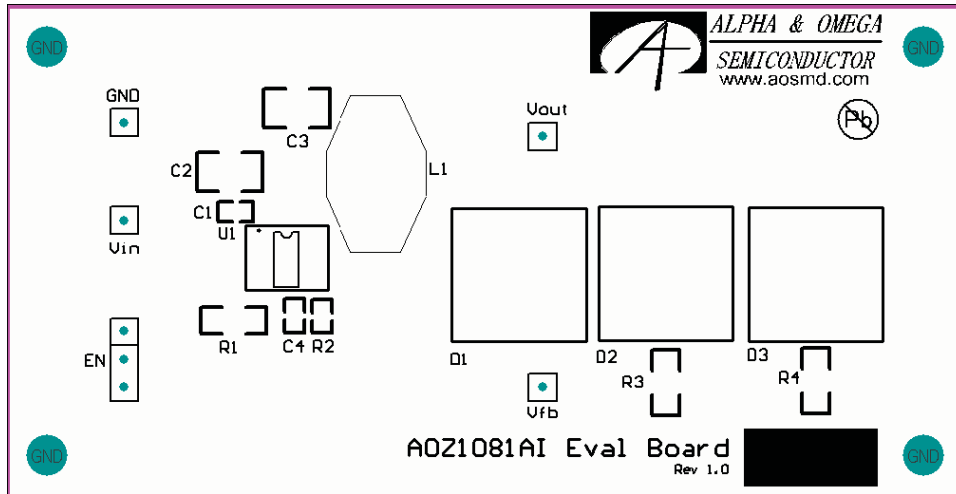 GND
GND
ALPHA & OMEGA
SEMICONDUCTOR
www.aosmd.com
GND
Vout
Pb
C3
C2
L1
C1
U1
Vin
EN
R1
C4
R2
D1
D2
D3
R3
R4
Vfb
GND
AOZ1081AI Eval Board
Rev 1.0
GND